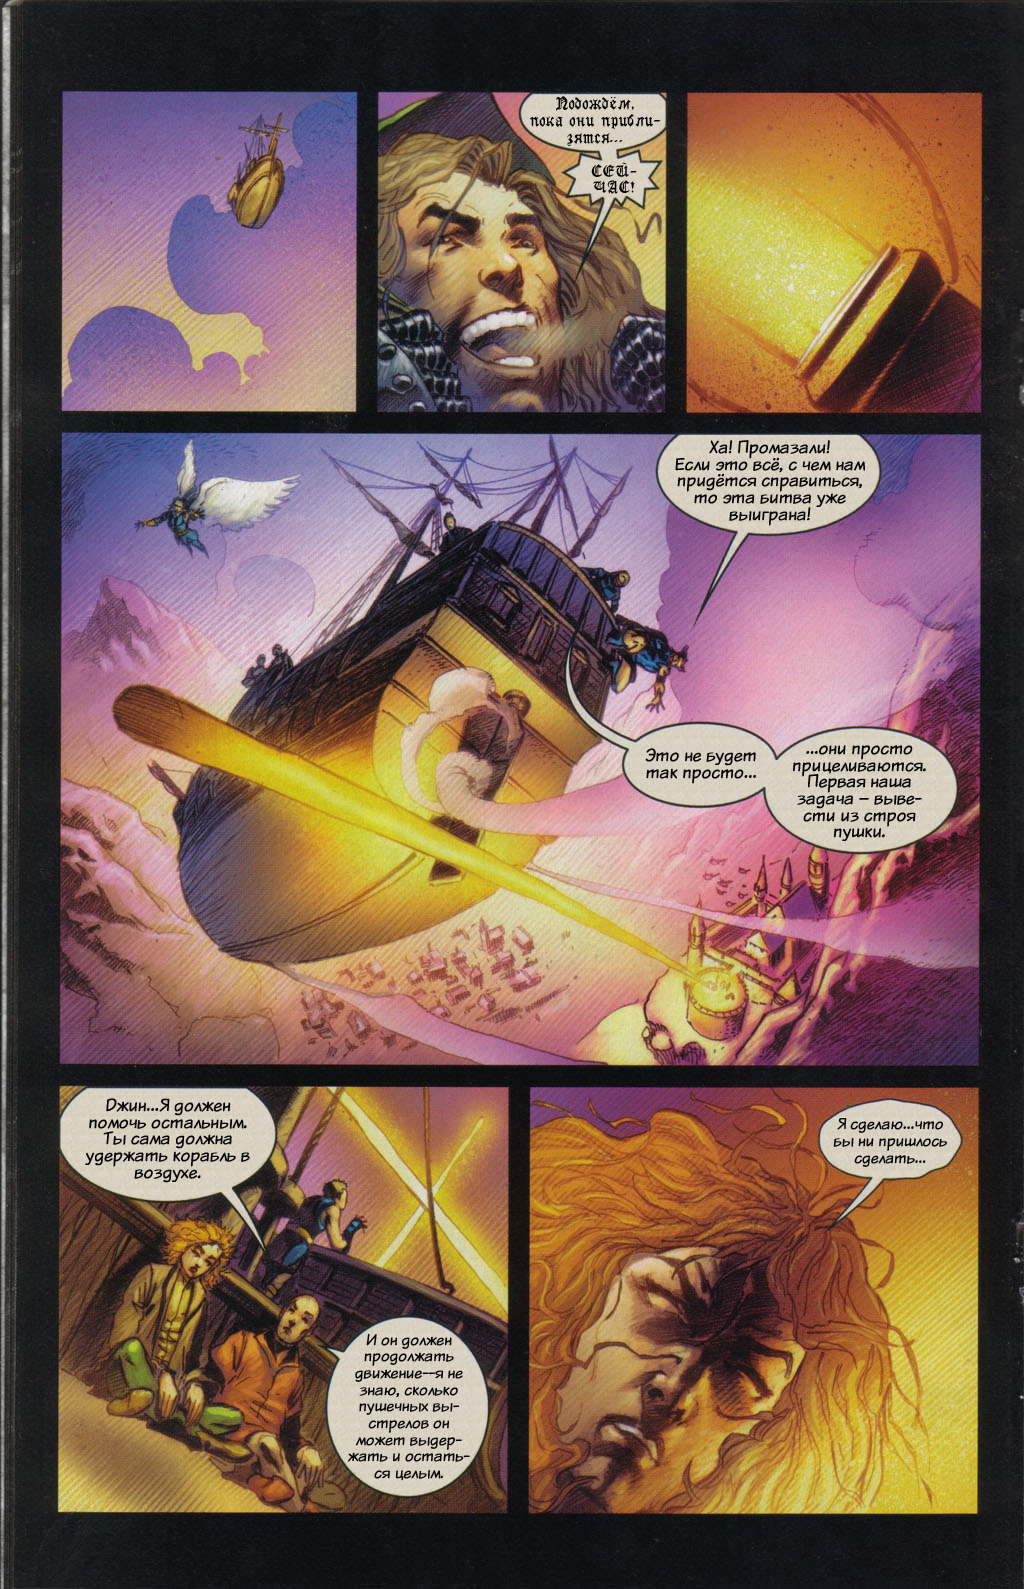 Подождём,
пока они прибли-
зятся...
СЕЙ-
ЧАС!
Ха! Промазали!
Если это всё, с чем нам
придётся справиться,
то эта битва уже
выиграна!
Это не будет
так просто...
...они просто
прицеливаются.
Первая наша
задача – выве-
сти из строя
пушки.
Джин...Я должен
помочь остальным.
Ты сама должна
удержать корабль в
воздухе.
И он должен
продолжать
движение--я не
знаю, сколько
пушечных вы-
стрелов он
может выдер-
жать и остать-
ся целым.
Я сделаю...что
бы ни пришлось
сделать...